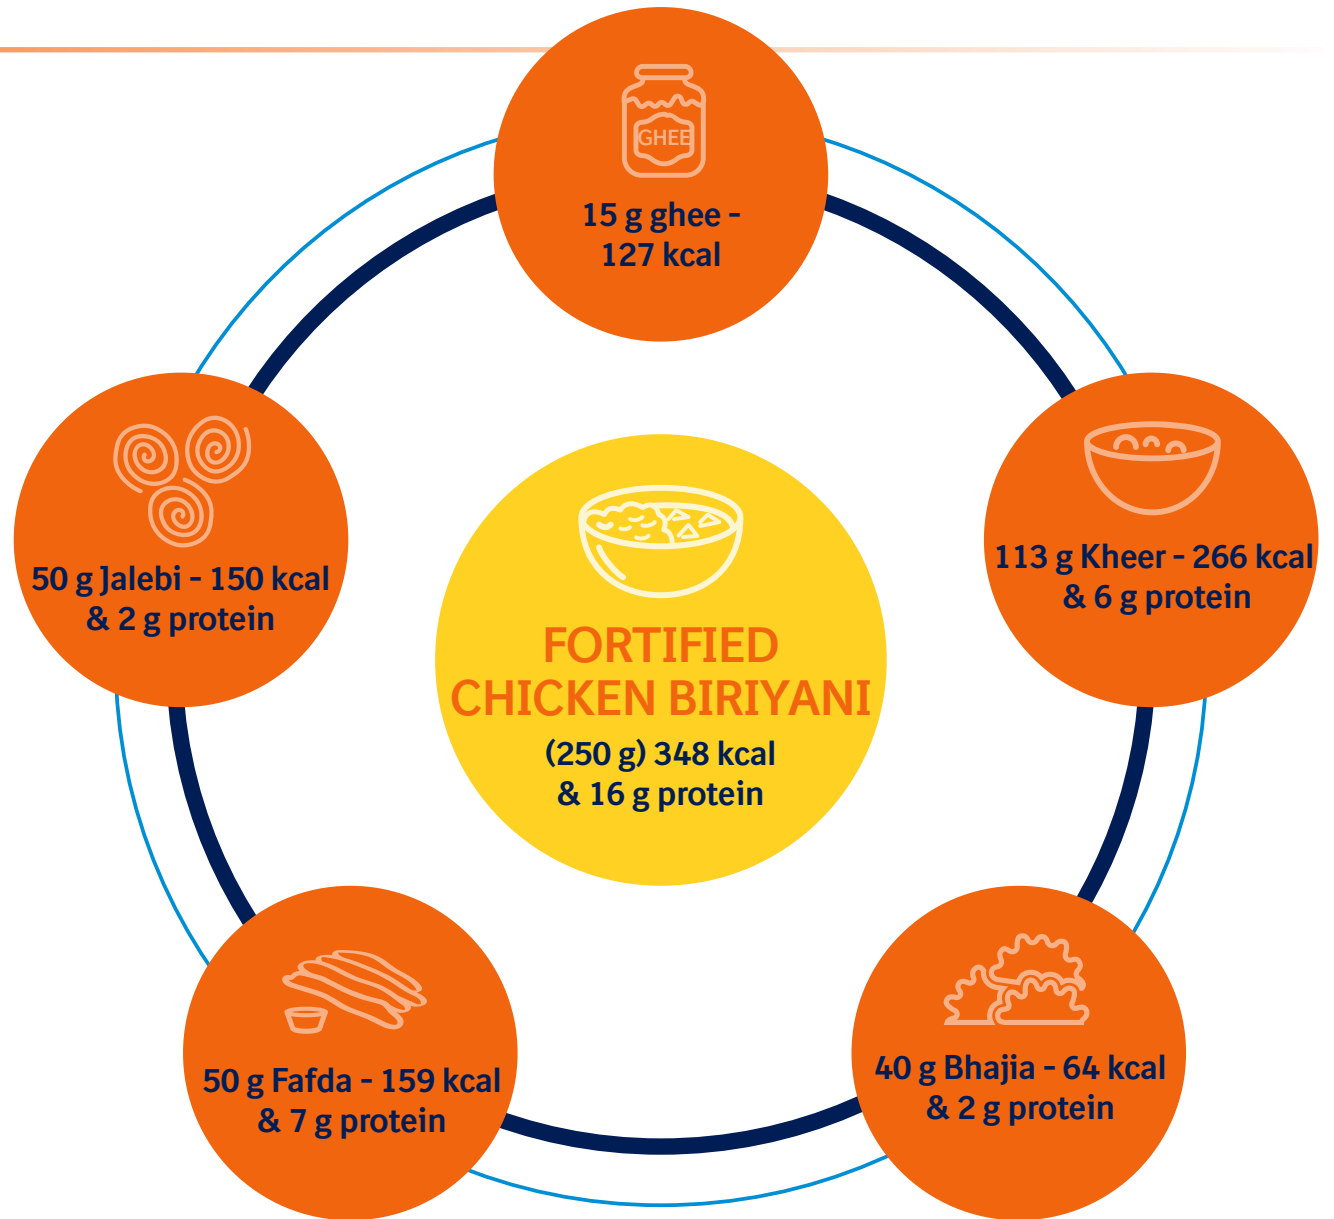 GHEE
15 g ghee -
127 kcal
50 g Jalebi - 150 kcal
& 2 g protein
113 g Kheer - 266 kcal
& 6 g protein
FORTIFIED
CHICKEN BIRIYANI
(250 g) 348 kcal
& 16 g protein
50 g Fafda - 159 kcal
& 7 g protein
40 g Bhajia - 64 kcal
& 2 g protein